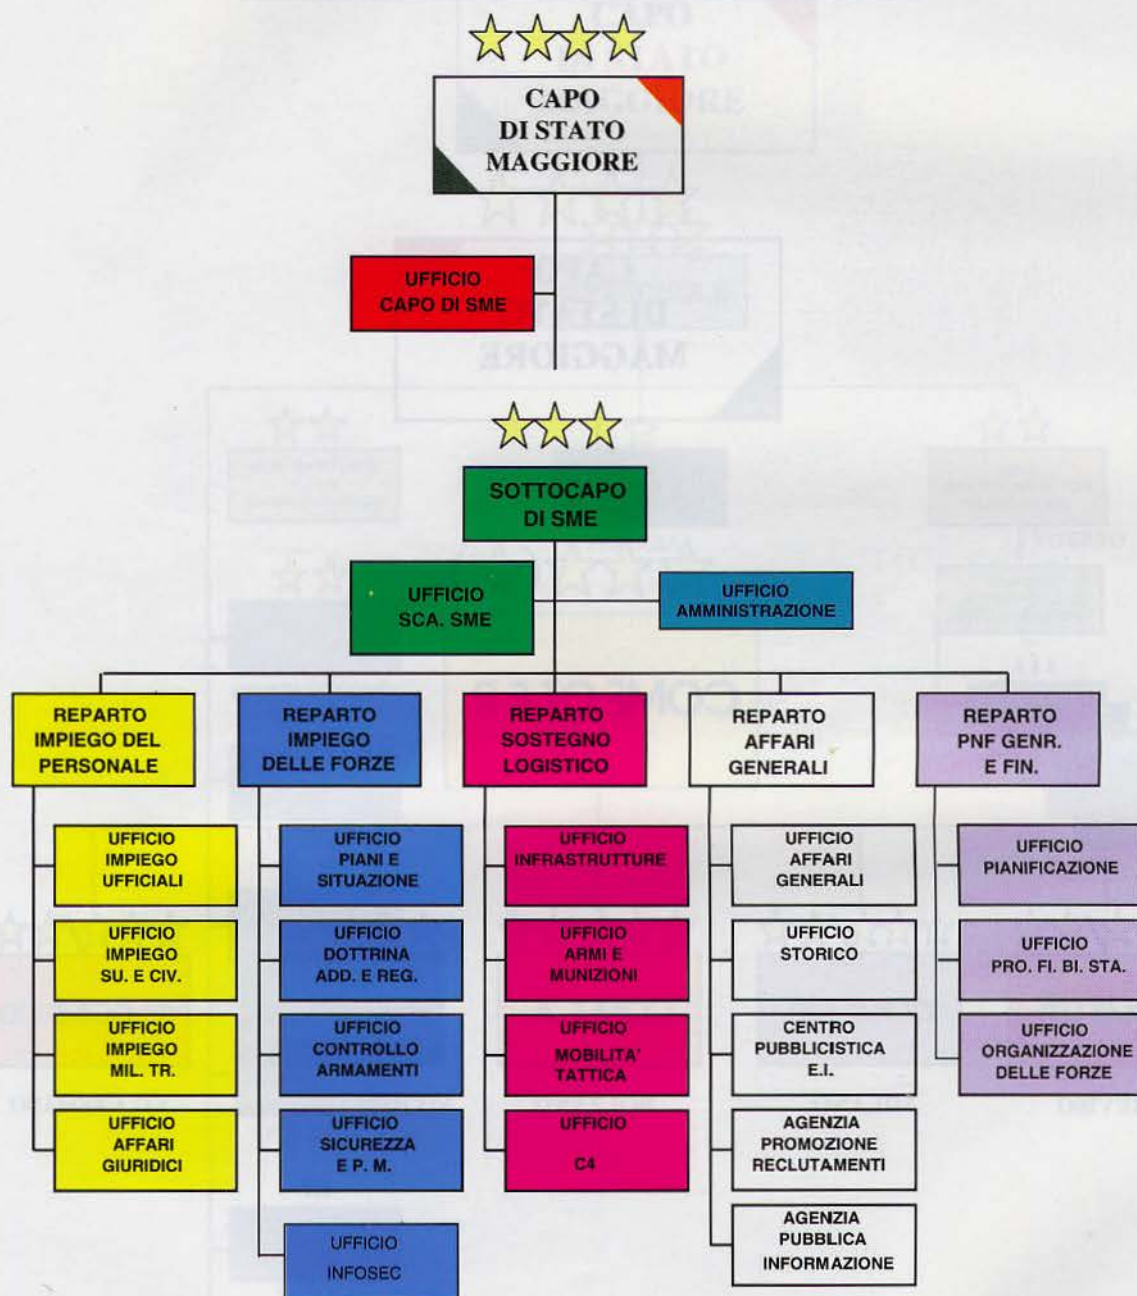 CAPO
DI STATO
MAGGIORE
UFFICIO
CAPO DI SME
SOTTOCAPO
DI SME
UFFICIO
SCA. SME
UFFICIO
AMMINISTRAZIONE
REPARTO
IMPIEGO DEL
PERSONALE
UFFICIO
IMPIEGO
UFFICIALI
UFFICIO
IMPIEGO
SU. E CIV.
UFFICIO
IMPIEGO
MIL. TR.
UFFICIO
AFFARI
GIURIDICI
REPARTO
IMPIEGO
DELLE FORZE
UFFICIO
PIANI E
SITUAZIONE
UFFICIO
DOTTRINA
ADD. E REG.
UFFICIO
CONTROLLO
ARMAMENTI
UFFICIO
SICUREZZA
E P. M.
UFFICIO
INFOSEC
REPARTO
SOSTEGNO
LOGISTICO
UFFICIO
INFRASTRUTTURE
UFFICIO
ARMI E
MUNIZIONI
UFFICIO
MOBILITA'
TATTICA
UFFICIO
C4
REPARTO
AFFARI
GENERALI
UFFICIO
AFFARI
GENERALI
UFFICIO
STORICO
CENTRO
PUBBLICISTICA
E.I.
AGENZIA
PROMOZIONE
RECLUTAMENTI
AGENZIA
PUBBLICA
INFORMAZIONE
REPARTO
PNF GENR.
E FIN.
UFFICIO
PIANIFICAZIONE
UFFICIO
PRO. FI. BI. STA.
UFFICIO
ORGANIZZAZIONE
DELLE FORZE